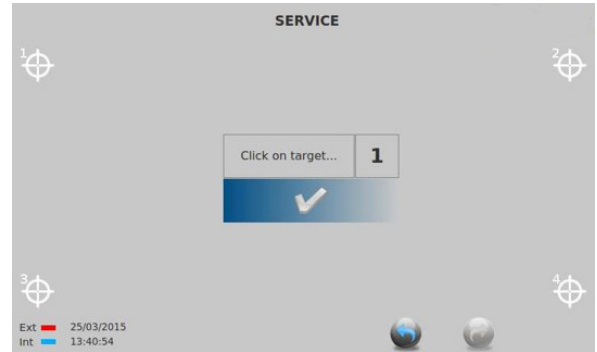 SERVICE
1
2
Click on target... 1
3
4
Ext 25/03/2015
Int 13:40:54